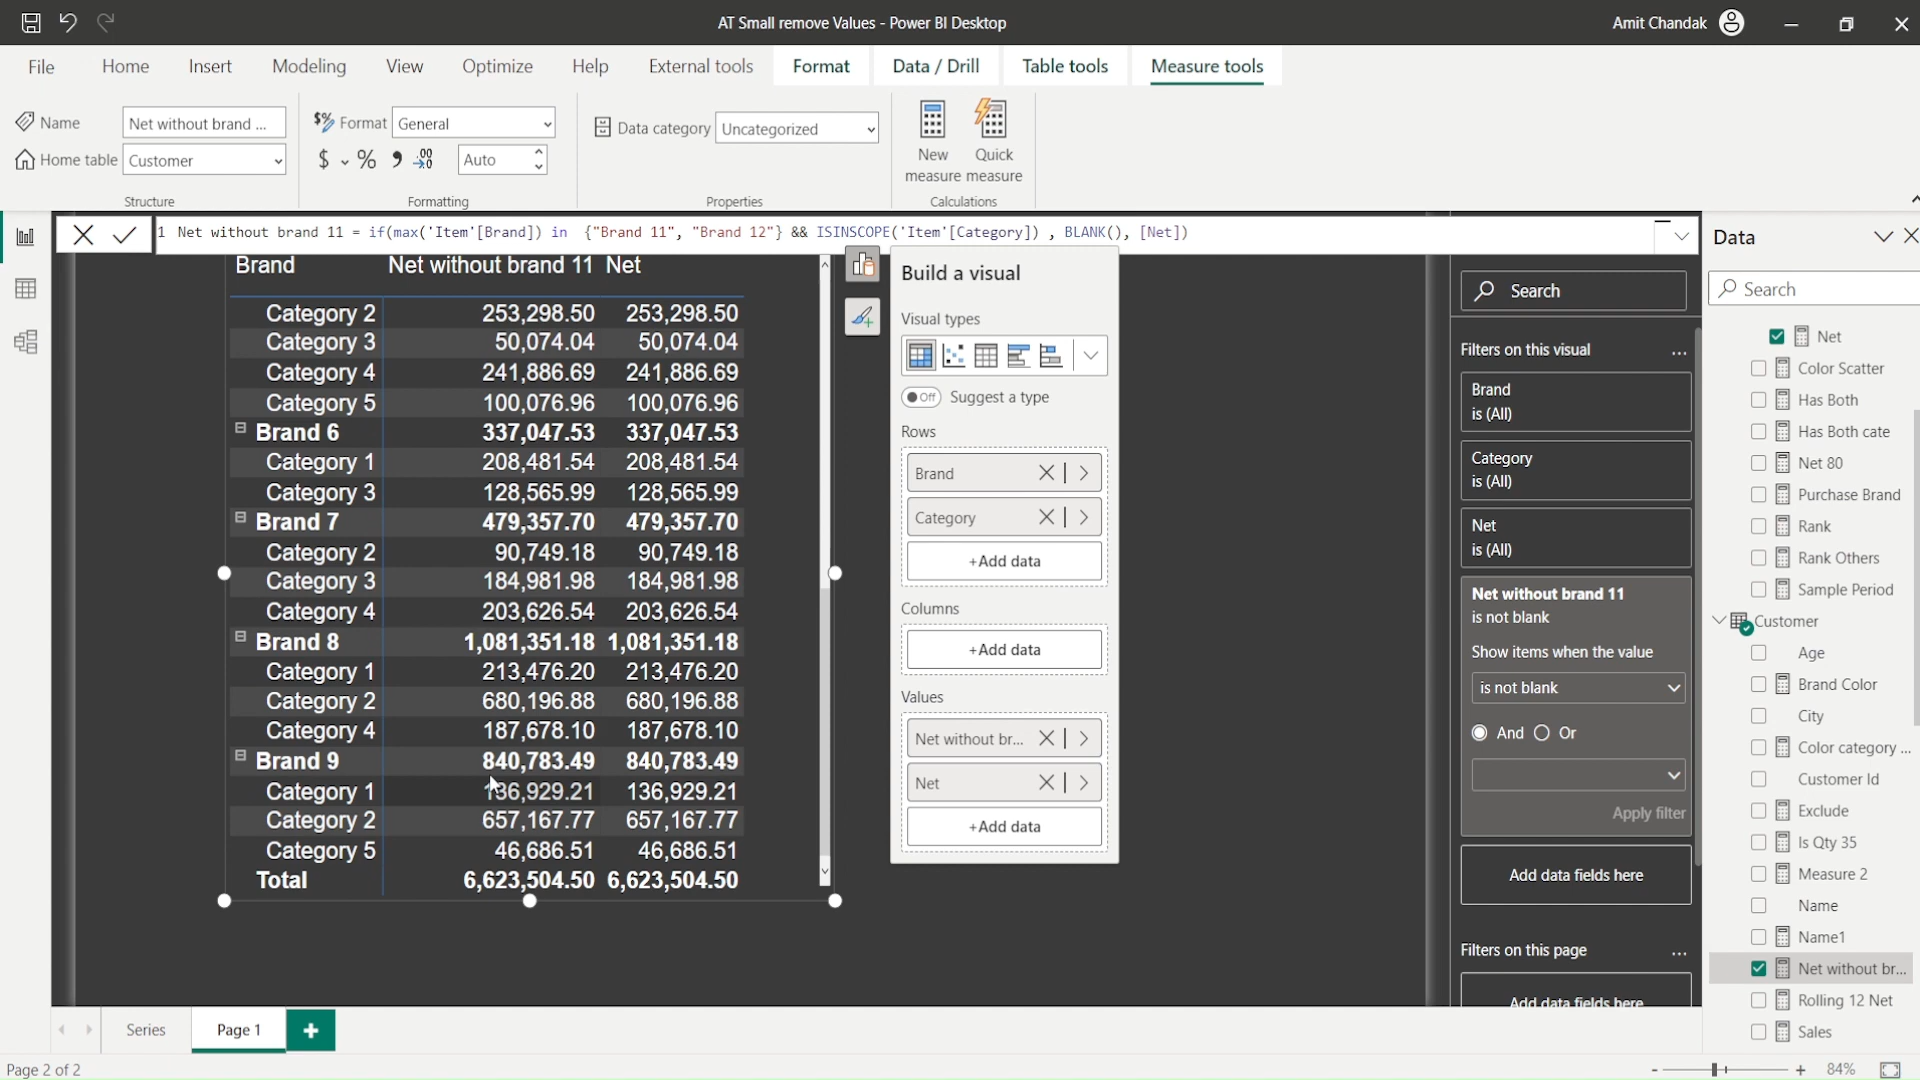 AT Small remove Values - Power BI Desktop
Amit Chandak
File
Home
Insert
Modeling
View
Optimize
Help
External tools
Format
Data / Drill
Table tools
Measure tools
Name
Net without brand ...
Home table
Customer
Structure
Format
General
$ % , .00
Auto
Formatting
Data category
Uncategorized
Properties
New measure
Quick measure
Calculations
1 Net without brand 11 = if(max('Item'[Brand]) in {"Brand 11", "Brand 12"} && ISINSCOPE('Item'[Category]) , BLANK(), [Net])
Brand Net without brand 11 Net
Category 2 253,298.50 253,298.50
Category 3 50,074.04 50,074.04
Category 4 241,886.69 241,886.69
Category 5 100,076.96 100,076.96
Brand 6 337,047.53 337,047.53
Category 1 208,481.54 208,481.54
Category 3 128,565.99 128,565.99
Brand 7 479,357.70 479,357.70
Category 2 90,749.18 90,749.18
Category 3 184,981.98 184,981.98
Category 4 203,626.54 203,626.54
Brand 8 1,081,351.18 1,081,351.18
Category 1 213,476.20 213,476.20
Category 2 680,196.88 680,196.88
Category 4 187,678.10 187,678.10
Brand 9 840,783.49 840,783.49
Category 1 136,929.21 136,929.21
Category 2 657,167.77 657,167.77
Category 5 46,686.51 46,686.51
Total 6,623,504.50 6,623,504.50
Build a visual
Visual types
Off Suggest a type
Rows
Brand
Category
+Add data
Columns
+Add data
Values
Net without br...
Net
+Add data
Search
Filters on this visual ...
Brand
is (All)
Category
is (All)
Net
is (All)
Net without brand 11
is not blank
Show items when the value
is not blank
And Or
Apply filter
Add data fields here
Filters on this page ...
Add data fields here
Data
Search
Net
Color Scatter
Has Both
Has Both cate
Net 80
Purchase Brand
Rank
Rank Others
Sample Period
Customer
Age
Brand Color
City
Color category ...
Customer Id
Exclude
Is Qty 35
Measure 2
Name
Name1
Net without br...
Rolling 12 Net
Sales
Series
Page 1
Page 2 of 2
- + 84%